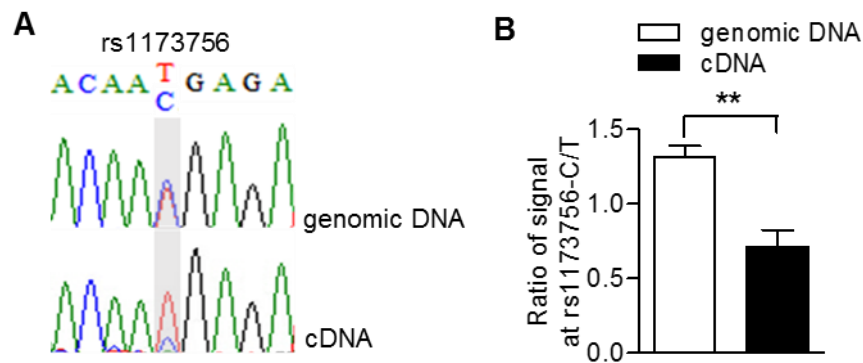 A
rs1173756
T
ACAA GAGA
C
genomic DNA
cDNA
B
genomic DNA
cDNA
**
Ratio of signal
at rs1173756-C/T
1.5
1.0
0.5
0.0